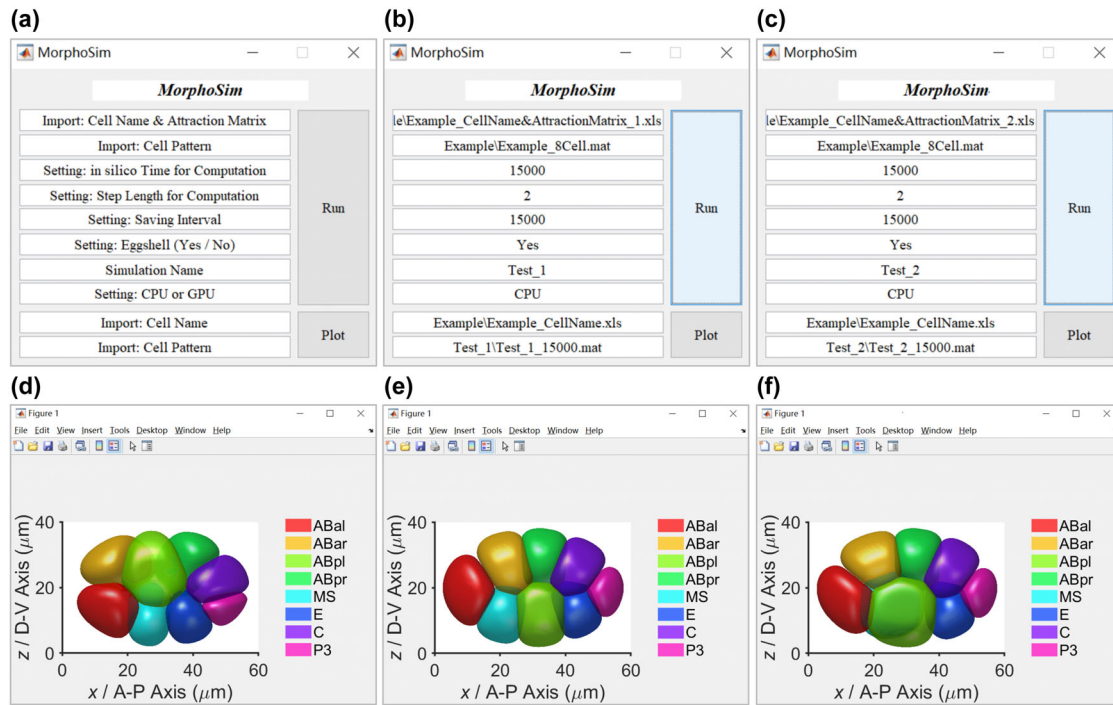 (a)
MorphoSim
MorphoSim
Import: Cell Name & Attraction Matrix
Import: Cell Pattern
Setting: in silico Time for Computation
Setting: Step Length for Computation
Setting: Saving Interval
Setting: Eggshell (Yes / No)
Simulation Name
Setting: CPU or GPU
Run
Import: Cell Name
Import: Cell Pattern
Plot
(b)
MorphoSim
MorphoSim
le\Example_CellName&AttractionMatrix_1.xls
Example\Example_8Cell.mat
15000
2
15000
Yes
Test_1
CPU
Run
Example\Example_CellName.xls
Test_1\Test_1_15000.mat
Plot
(c)
MorphoSim
MorphoSim
le\Example_CellName&AttractionMatrix_2.xls
Example\Example_8Cell.mat
15000
2
15000
Yes
Test_2
CPU
Run
Example\Example_CellName.xls
Test_2\Test_2_15000.mat
Plot
(d)
Figure 1
File Edit View Insert Tools Desktop Window Help
z / D-V Axis (μm)
40
20
0
0 20 40 60
x / A-P Axis (μm)
ABal
ABar
ABpl
ABpr
MS
E
C
P3
(e)
Figure 1
File Edit View Insert Tools Desktop Window Help
z / D-V Axis (μm)
40
20
0
0 20 40 60
x / A-P Axis (μm)
ABal
ABar
ABpl
ABpr
MS
E
C
P3
(f)
Figure 1
File Edit View Insert Tools Desktop Window Help
z / D-V Axis (μm)
40
20
0
0 20 40 60
x / A-P Axis (μm)
ABal
ABar
ABpl
ABpr
MS
E
C
P3